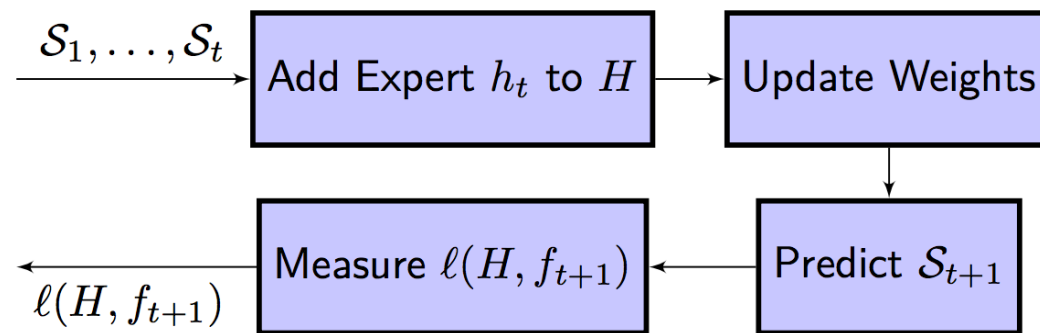 𝒮₁, . . . , 𝒮ₜ
Add Expert hₜ to H
Update Weights
Measure ℓ(H, fₜ₊₁)
Predict 𝒮ₜ₊₁
ℓ(H, fₜ₊₁)